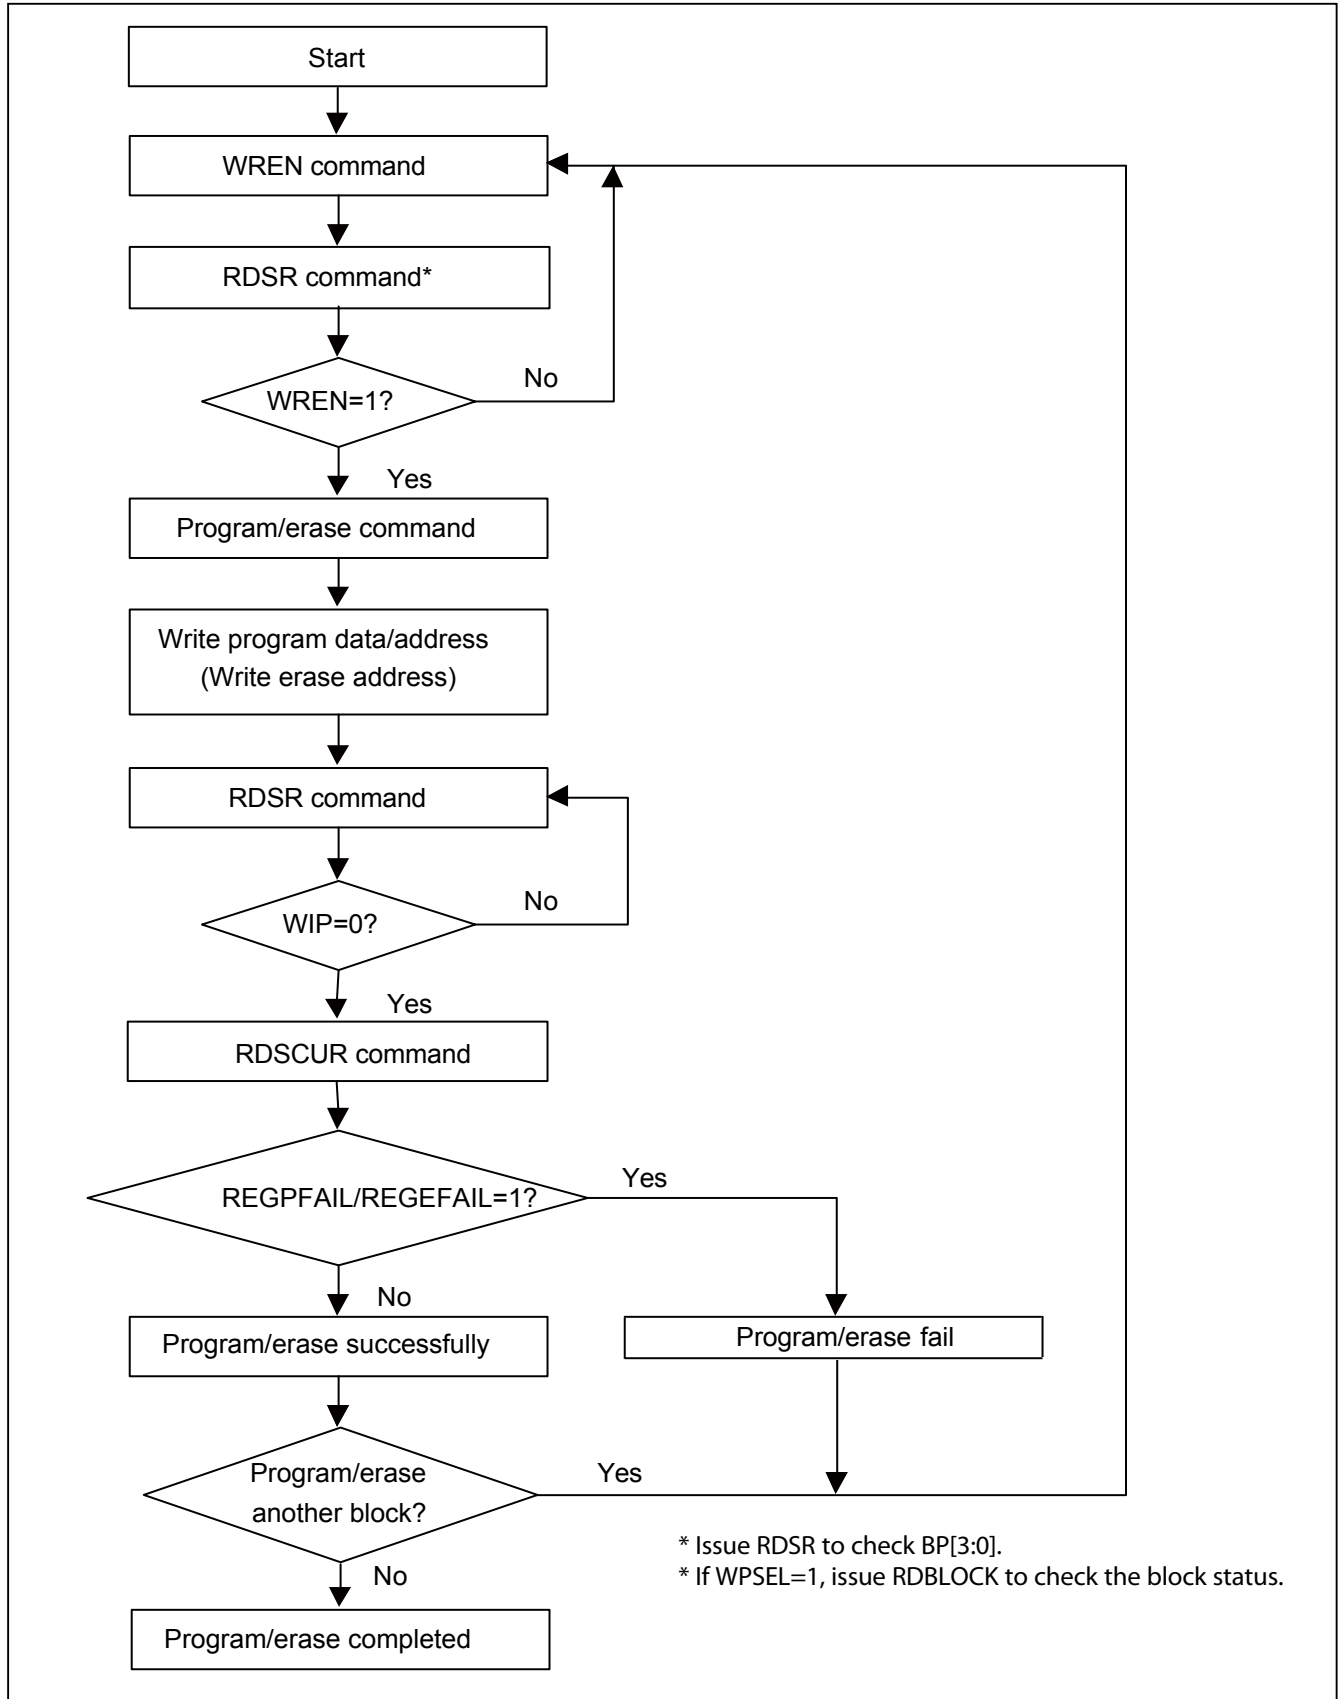 Start
WREN command
RDSR command*
WREN=1?
No
Yes
Program/erase command
Write program data/address
(Write erase address)
RDSR command
WIP=0?
No
Yes
RDSCUR command
REGPFAIL/REGEFAIL=1?
Yes
No
Program/erase successfully
Program/erase fail
Program/erase
another block?
Yes
No
* Issue RDSR to check BP[3:0].
* If WPSEL=1, issue RDBLOCK to check the block status.
Program/erase completed